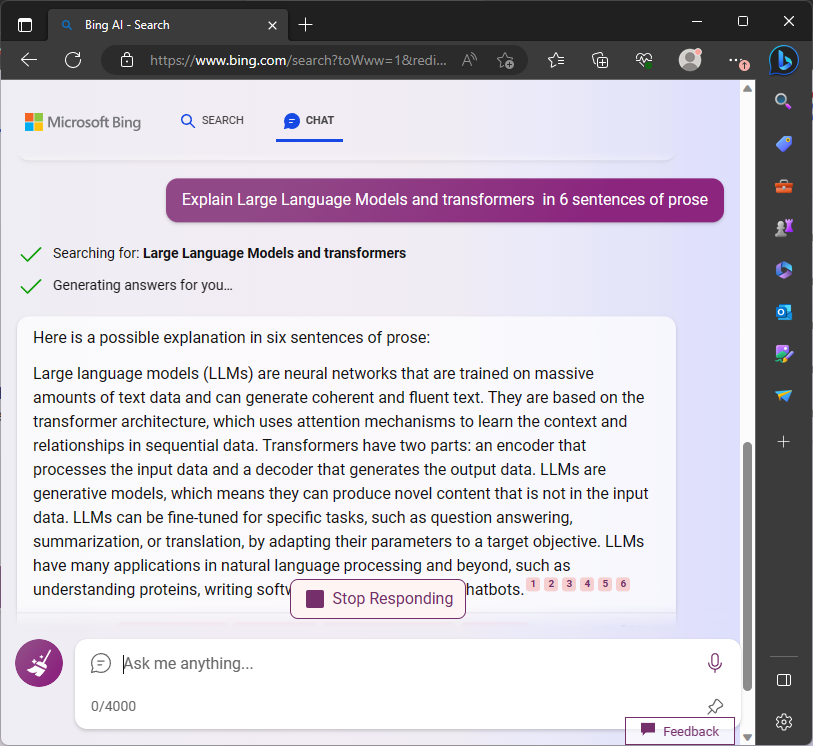 Bing AI - Search
https://www.bing.com/search?toWww=1&redi...
Microsoft Bing
SEARCH
CHAT
Explain Large Language Models and transformers in 6 sentences of prose
Searching for: Large Language Models and transformers
Generating answers for you...
Here is a possible explanation in six sentences of prose:
Large language models (LLMs) are neural networks that are trained on massive
amounts of text data and can generate coherent and fluent text. They are based on the
transformer architecture, which uses attention mechanisms to learn the context and
relationships in sequential data. Transformers have two parts: an encoder that
processes the input data and a decoder that generates the output data. LLMs are
generative models, which means they can produce novel content that is not in the input
data. LLMs can be fine-tuned for specific tasks, such as question answering,
summarization, or translation, by adapting their parameters to a target objective. LLMs
have many applications in natural language processing and beyond, such as
understanding proteins, writing softw hatbots. 1 2 3 4 5 6
Stop Responding
Ask me anything...
0/4000
Feedback